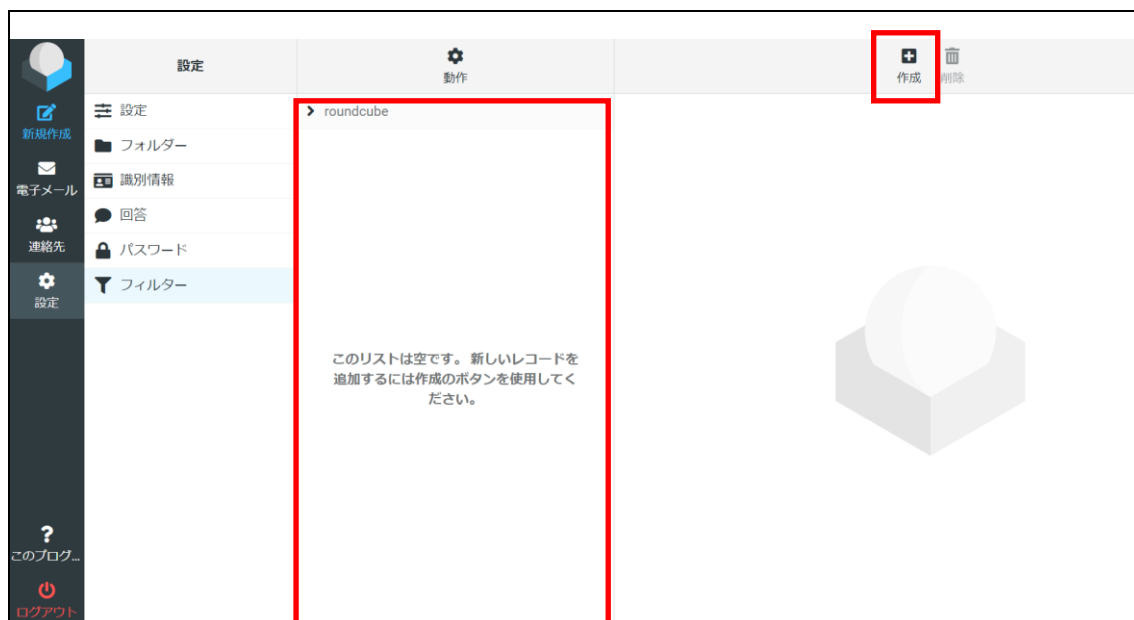 設定
動作
作成
削除
新規作成
電子メール
連絡先
設定
このプログ...
ログアウト
設定
フォルダー
識別情報
回答
パスワード
フィルター
roundcube
このリストは空です。 新しいレコードを
追加するには作成のボタンを使用してく
ださい。